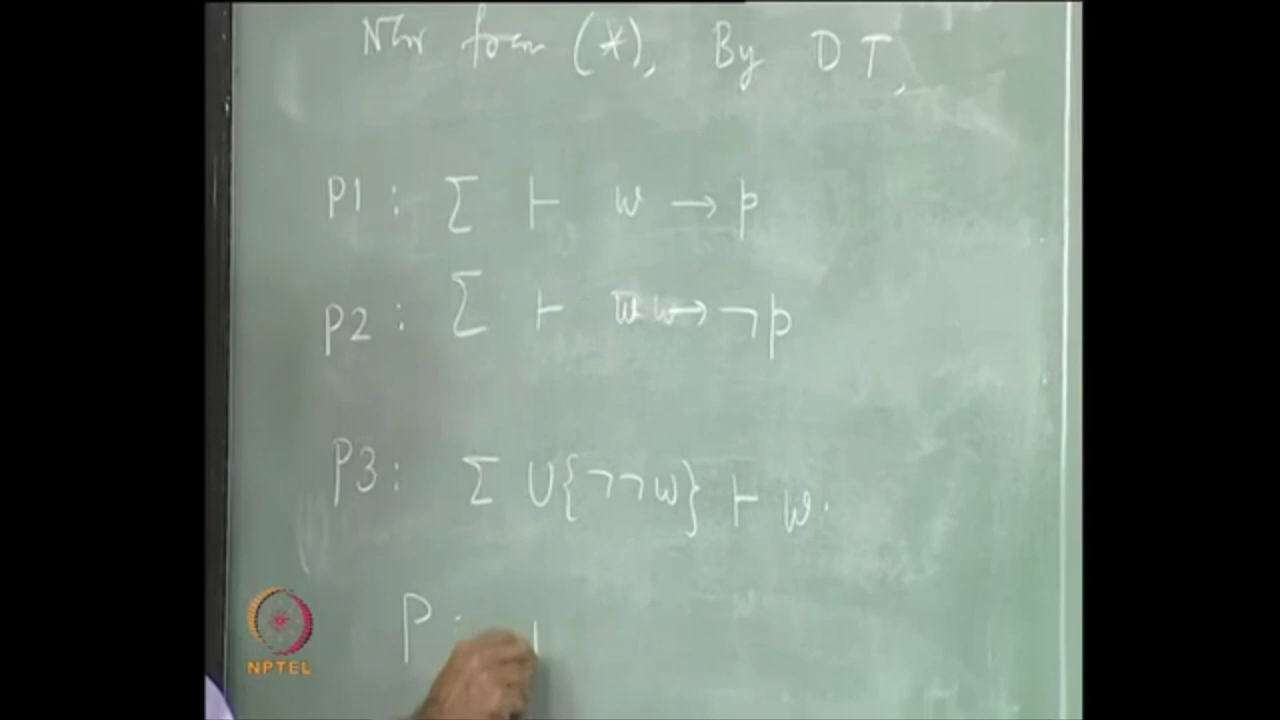 Now from (*), By DT,
P1 : Σ ⊢ w → p
P2 : Σ ⊢ w → ¬p
P3 : Σ ∪ {¬¬w} ⊢ w.
P :
NPTEL